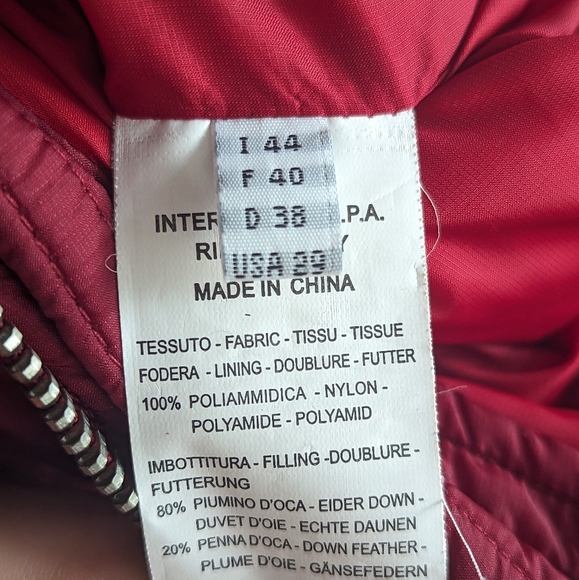 I 44
F 40
D 38
USA 29
INTER .P.A.
RI Y
MADE IN CHINA
TESSUTO - FABRIC - TISSU - TISSUE
FODERA - LINING - DOUBLURE - FUTTER
100% POLIAMMIDICA - NYLON -
POLYAMIDE - POLYAMID
IMBOTTITURA - FILLING -DOUBLURE -
FUTTERUNG
80% PIUMINO D'OCA - EIDER DOWN -
DUVET D'OIE - ECHTE DAUNEN
20% PENNA D'OCA - DOWN FEATHER -
PLUME D'OIE - GÄNSEFEDERN